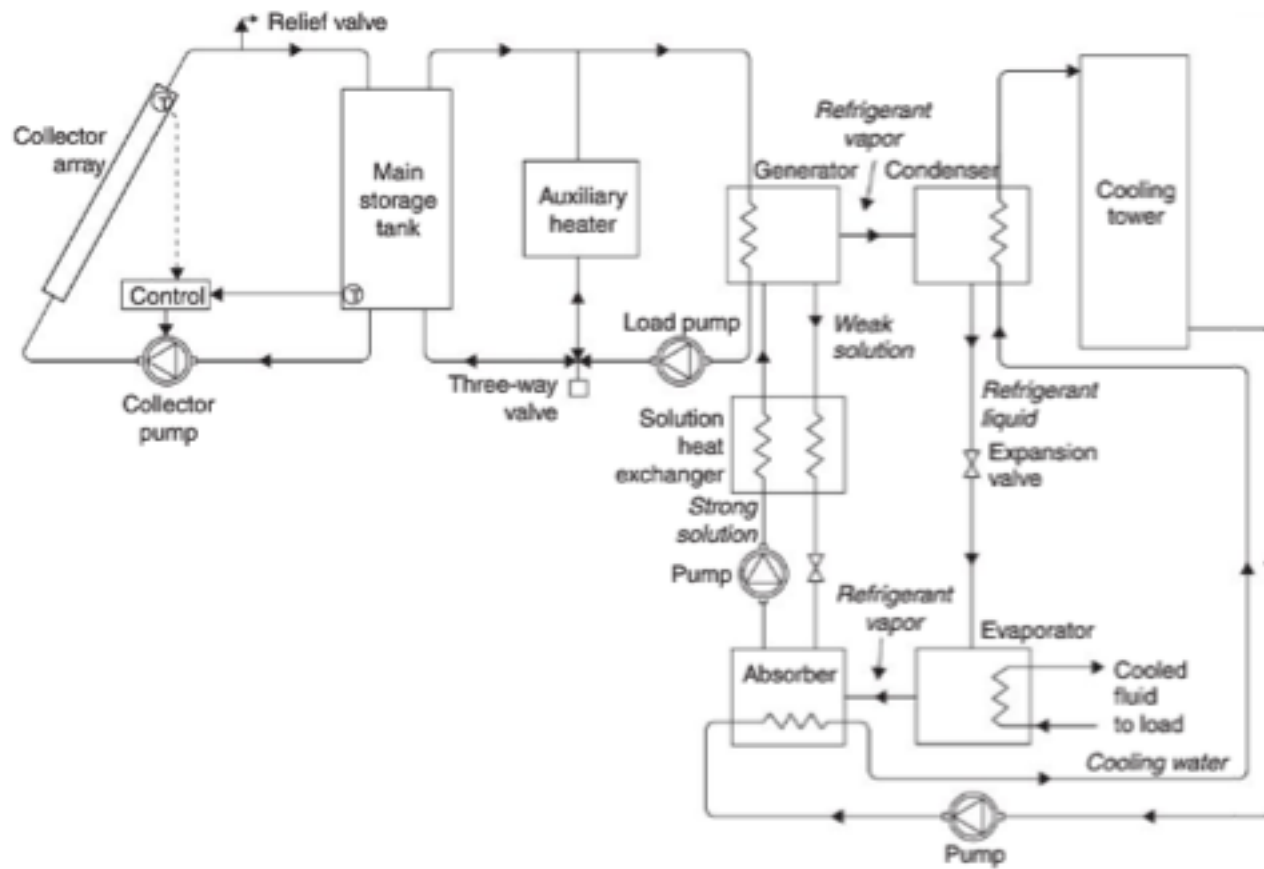 Relief valve
Collector
array
Main
storage
tank
Auxiliary
heater
Refrigerant
vapor
Generator
Condenser
Cooling
tower
T
Control
T
Collector
pump
Load pump
Three-way
valve
Weak
solution
Solution
heat
exchanger
Refrigerant
liquid
Expansion
valve
Strong
solution
Pump
Refrigerant
vapor
Absorber
Evaporator
Cooled
fluid
to load
Cooling water
Pump